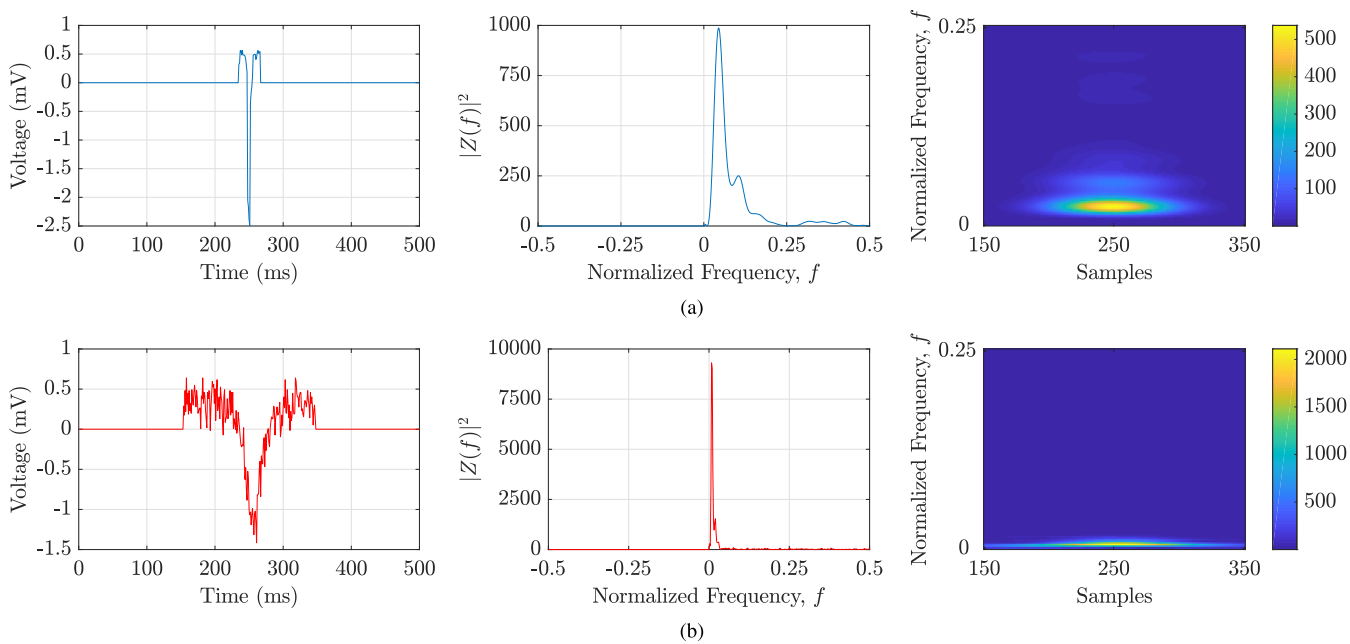 1
0.5
0
-0.5
-1
-1.5
-2
-2.5
Voltage (mV)
0 100 200 300 400 500
Time (ms)
1000
750
500
250
0
|Z(f)|²
-0.5 -0.25 0 0.25 0.5
Normalized Frequency, f
0.25
0
Normalized Frequency, f
150 250 350
Samples
500
400
300
200
100
(a)
1
0.5
0
-0.5
-1
-1.5
Voltage (mV)
0 100 200 300 400 500
Time (ms)
10000
7500
5000
2500
0
|Z(f)|²
-0.5 -0.25 0 0.25 0.5
Normalized Frequency, f
0.25
0
Normalized Frequency, f
150 250 350
Samples
2000
1500
1000
500
(b)